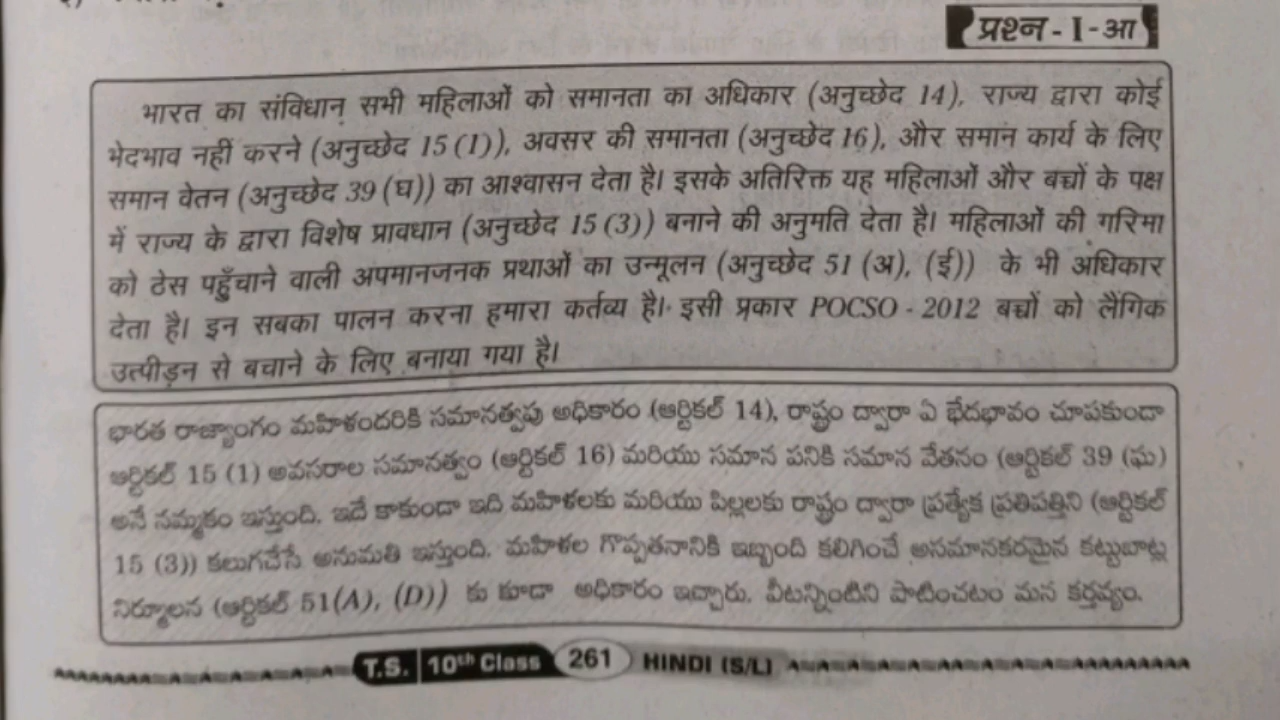 प्रश्न - I - आ
भारत का संविधान् सभी महिलाओं को समानता का अधिकार (अनुच्छेद 14), राज्य द्वारा कोई
भेदभाव नहीं करने (अनुच्छेद 15 (1)), अवसर की समानता (अनुच्छेद 16), और समान कार्य के लिए
समान वेतन (अनुच्छेद 39 (घ)) का आश्वासन देता है। इसके अतिरिक्त यह महिलाओं और बच्चों के पक्ष
में राज्य के द्वारा विशेष प्रावधान (अनुच्छेद 15 (3)) बनाने की अनुमति देता है। महिलाओं की गरिमा
को ठेस पहुँचाने वाली अपमानजनक प्रथाओं का उन्मूलन (अनुच्छेद 51 (अ), (ई)) के भी अधिकार
देता है। इन सबका पालन करना हमारा कर्तव्य है। इसी प्रकार POCSO - 2012 बच्चों को लैंगिक
उत्पीड़न से बचाने के लिए बनाया गया है।
భారత రాజ్యాంగం మహిళందరికి సమానత్వపు అధికారం (ఆర్టికల్ 14), రాష్ట్రం ద్వారా ఏ భేదభావం చూపకుండా
ఆర్టికల్ 15 (1) అవసరాల సమానత్వం (ఆర్టికల్ 16) మరియు సమాన పనికి సమాన వేతనం (ఆర్టికల్ 39 (ఘ)
అనే నమ్మకం ఇస్తుంది. ఇదే కాకుండా ఇది మహిళలకు మరియు పిల్లలకు రాష్ట్రం ద్వారా ప్రత్యేక ప్రతిపత్తిని (ఆర్టికల్
15 (3)) కలుగచేసే అనుమతి ఇస్తుంది. మహిళల గొప్పతనానికి ఇబ్బంది కలిగించే అసమానకరమైన కట్టుబాట్ల
నిర్మూలన (ఆర్టికల్ 51(A), (D)) కు కూడా అధికారం ఇచ్చారు. వీటన్నింటిని పాటించటం మన కర్తవ్యం.
T.S. 10th Class 261 HINDI (S/L)